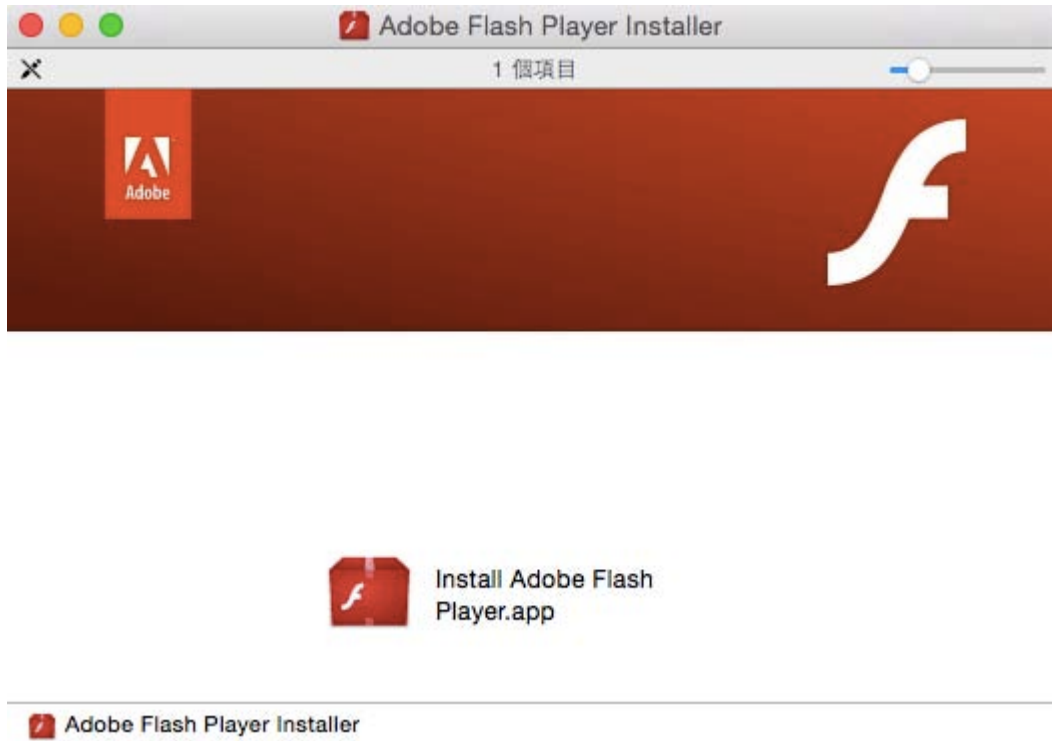 Adobe Flash Player Installer
1 個項目
Adobe
Install Adobe Flash
Player.app
Adobe Flash Player Installer